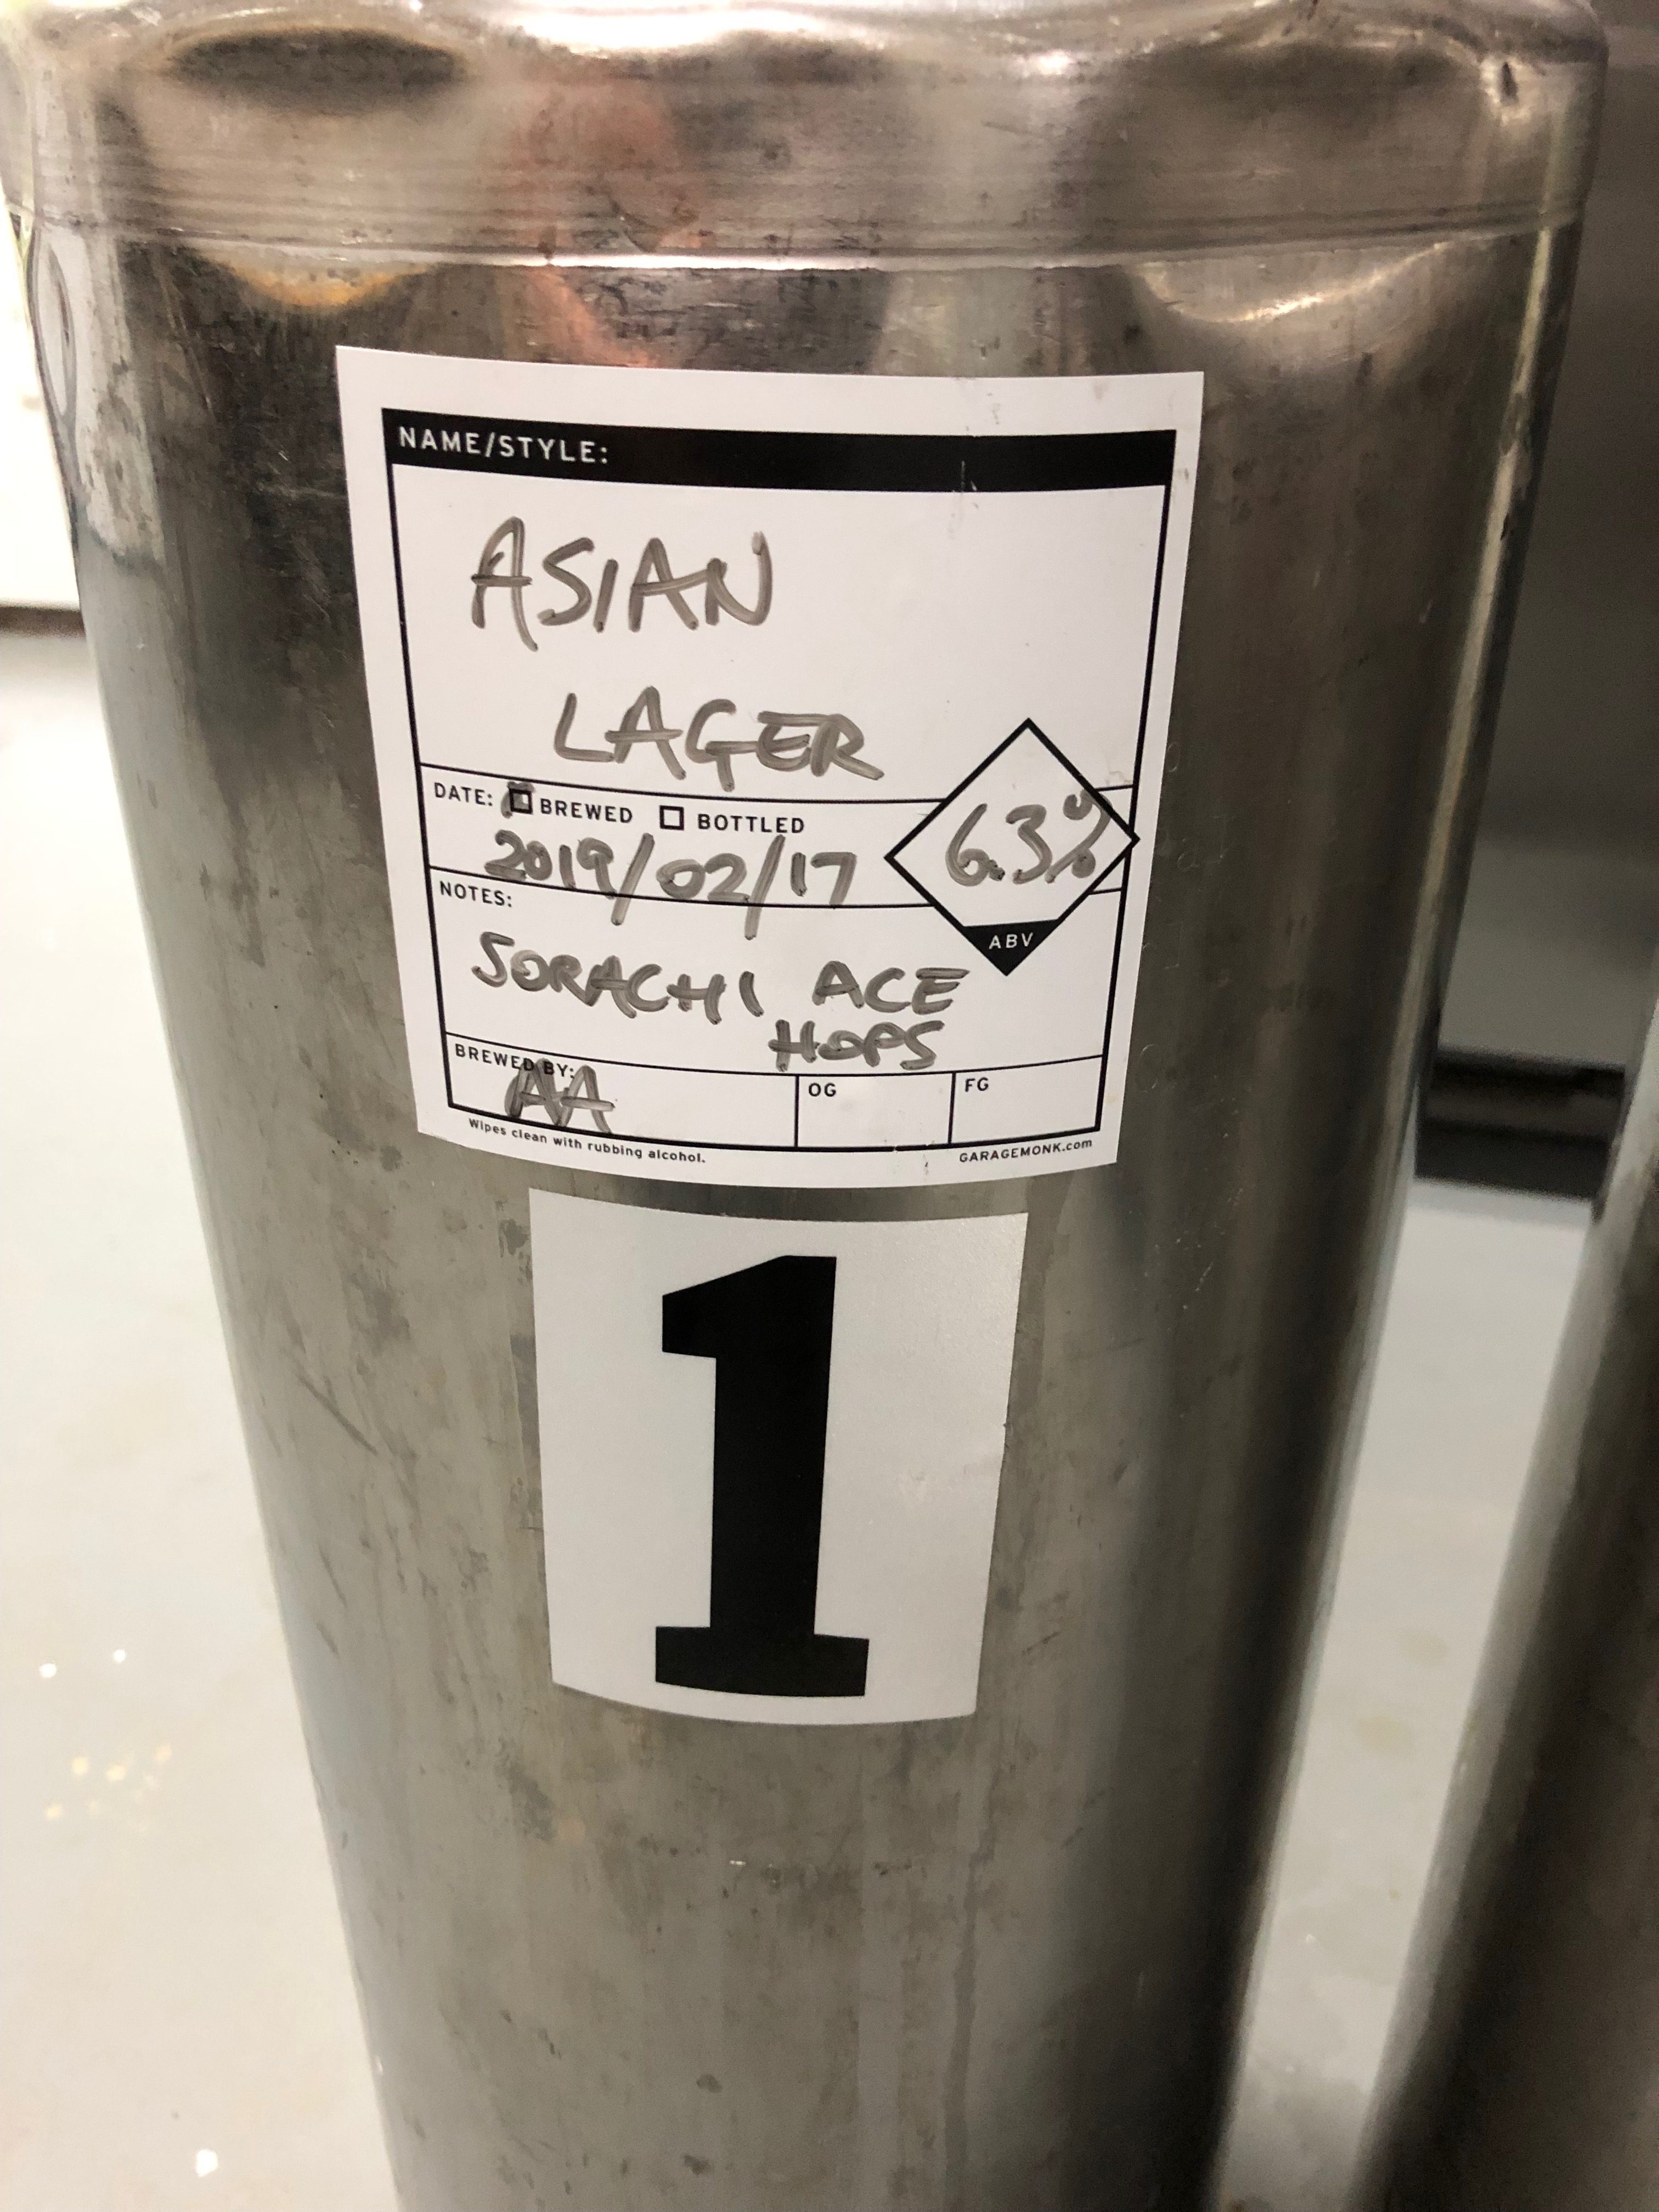 NAME/STYLE:
ASIAN
LAGER
DATE: BREWED BOTTLED
2019/02/17
6.3%
ABV
NOTES:
SORACHI ACE
HOPS
BREWED BY:
AA
OG
FG
Wipes clean with rubbing alcohol.
GARAGEMONK.com
1